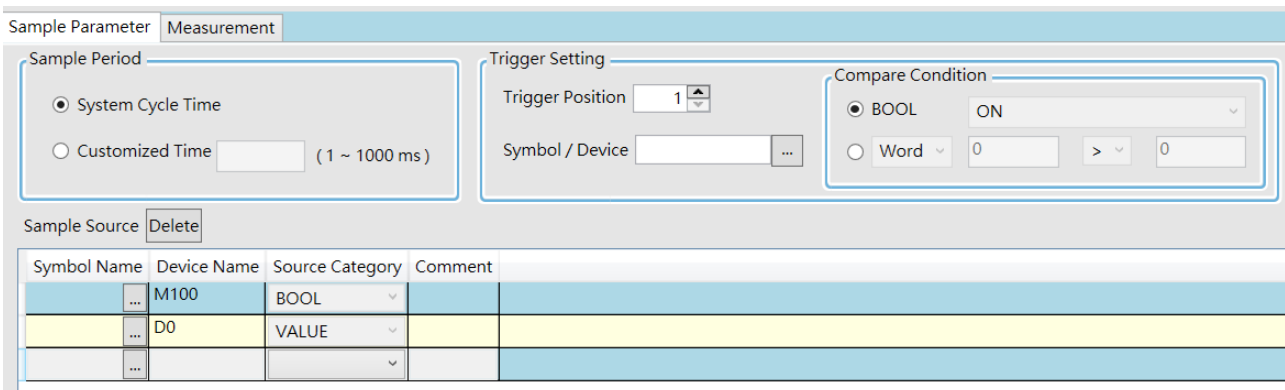 Sample Parameter Measurement
Sample Period
System Cycle Time
Customized Time ( 1 ~ 1000 ms )
Trigger Setting
Trigger Position 1
Symbol / Device ...
Compare Condition
BOOL ON
Word 0 > 0
Sample Source Delete
Symbol Name Device Name Source Category Comment
... M100 BOOL
... D0 VALUE
...